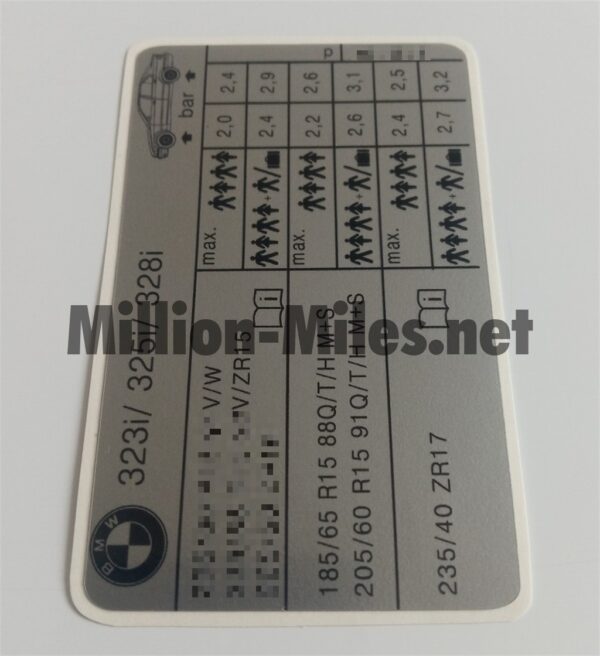 BMW
323i/ 325i/ 328i
bar
V/W max. 2,0 2,4
V/ZR15 i + / 2,4 2,9
185/65 R15 88Q/T/H M+S max. 2,2 2,6
205/60 R15 91Q/T/H M+S + / 2,6 3,1
i max. 2,4 2,5
235/40 ZR17 + / 2,7 3,2
Million-Miles.net